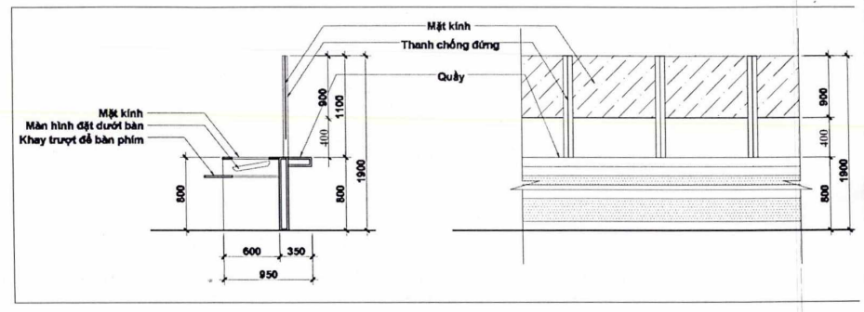 Mặt kính
Thanh chống đứng
Quầy
Mặt kính
Màn hình đặt dưới bàn
Khay trượt để bàn phím
900
1100
400
800
800
1900
600
350
950
900
400
800
1900